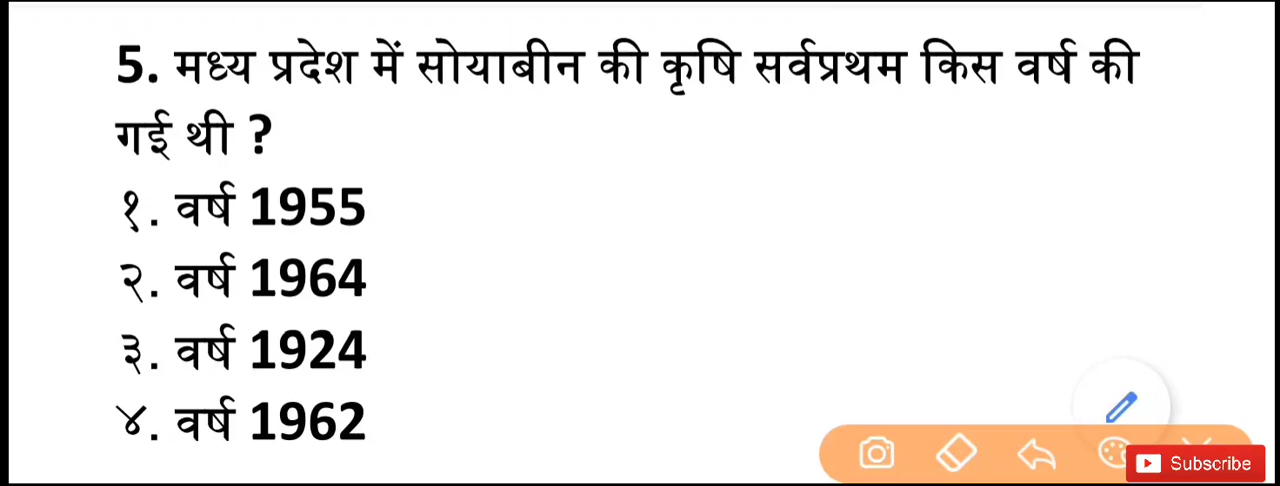 5. मध्य प्रदेश में सोयाबीन की कृषि सर्वप्रथम किस वर्ष की
गई थी ?
१. वर्ष 1955
२. वर्ष 1964
३. वर्ष 1924
४. वर्ष 1962
Subscribe